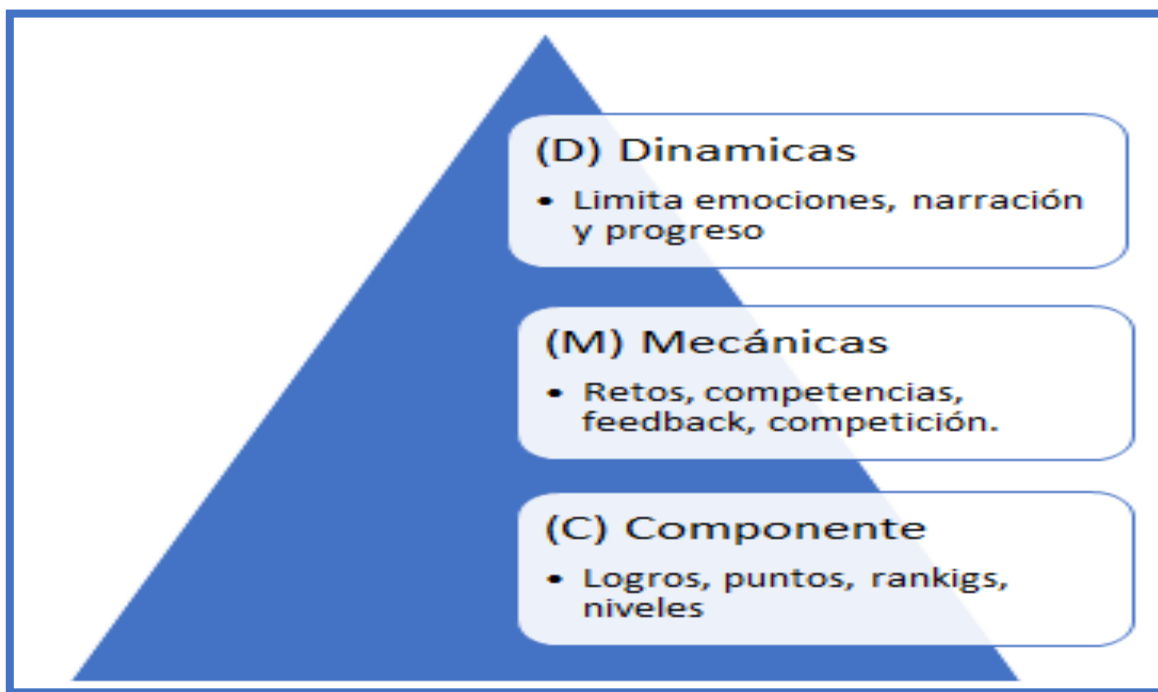 (D) Dinamicas
• Limita emociones, narración
y progreso
(M) Mecánicas
• Retos, competencias,
feedback, competición.
(C) Componente
• Logros, puntos, rankigs,
niveles